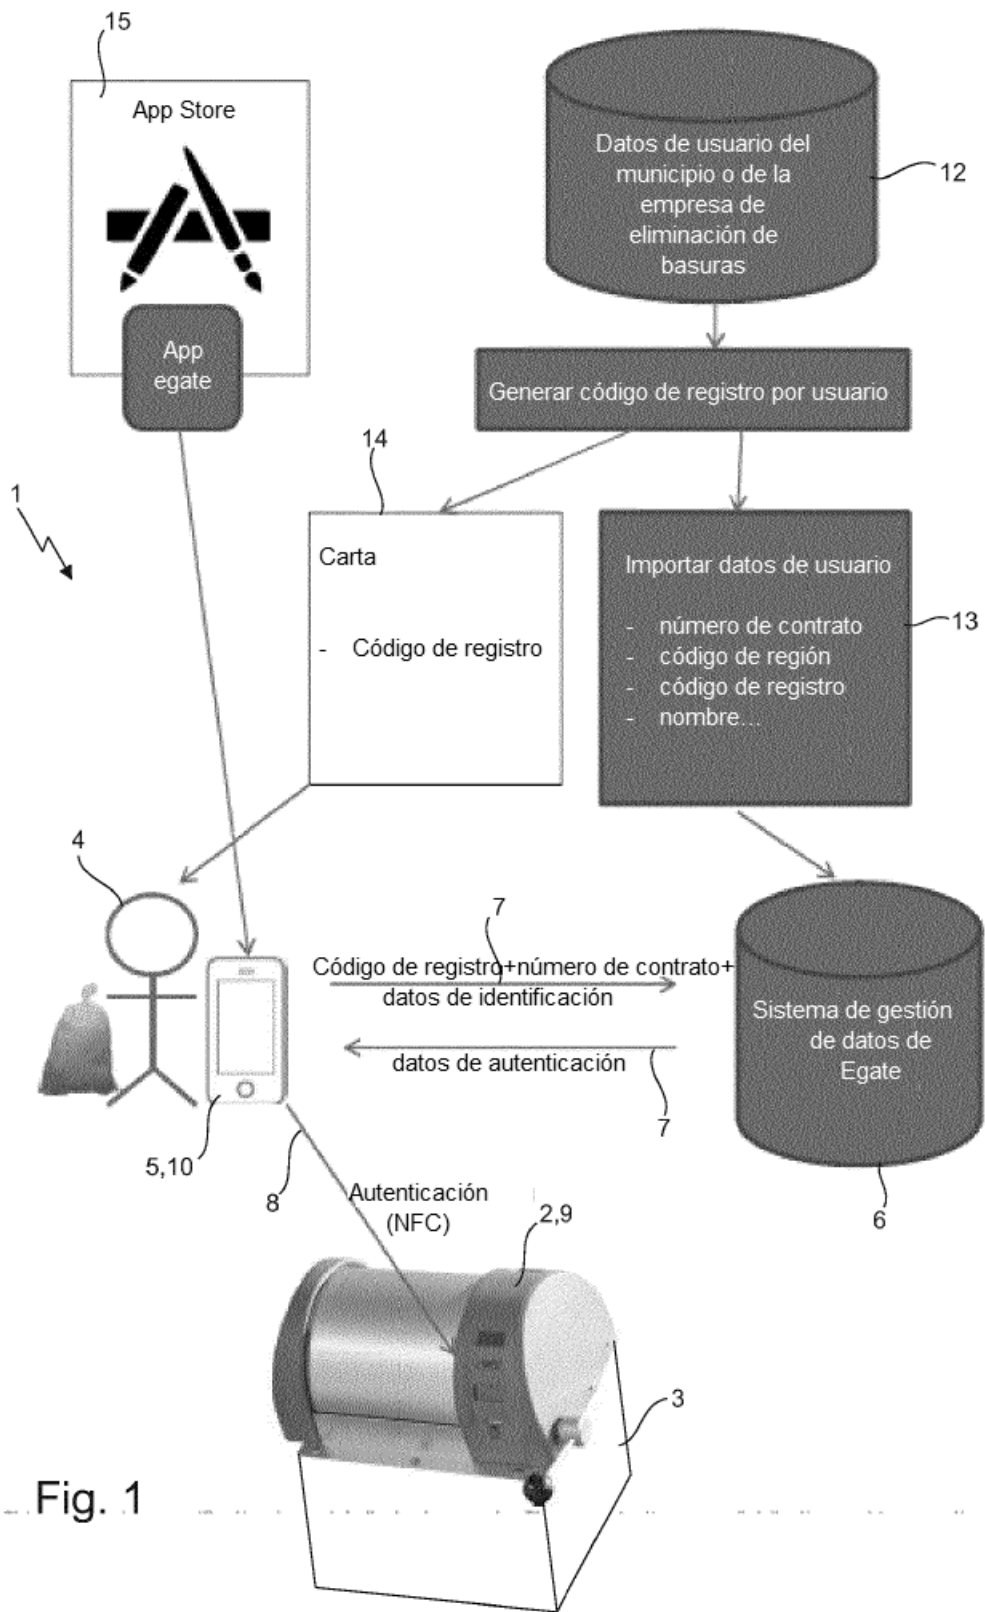 15
App Store
App
egate
Datos de usuario del
municipio o de la
empresa de
eliminación de
basuras
12
Generar código de registro por usuario
14
1
Carta
- Código de registro
Importar datos de usuario
- número de contrato
- código de región
- código de registro
- nombre...
13
4
7
Código de registro+número de contrato+
datos de identificación
datos de autenticación
7
Sistema de gestión
de datos de
Egate
6
5,10
8
Autenticación
(NFC)
2,9
3
Fig. 1